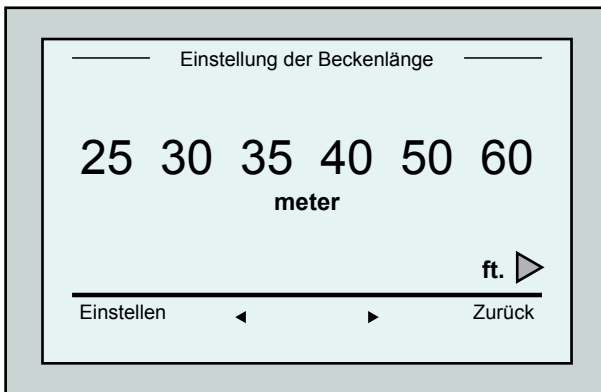 Einstellung der Beckenlänge
25 30 35 40 50 60
meter
ft.
Einstellen Zurück